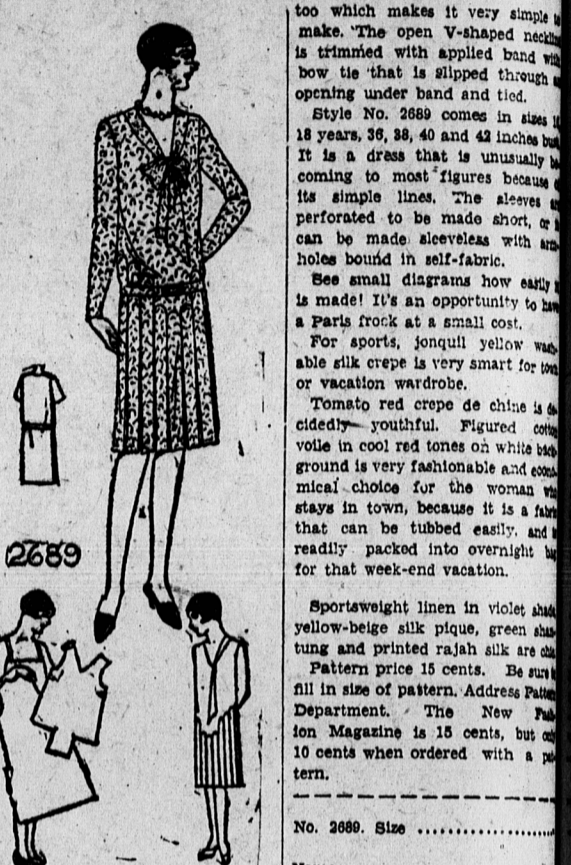 too which makes it very simple
make. The open V-shaped
is trimmed with applied band
bow tie that is slipped through
opening under band and tied.
Style No. 2689 comes in sizes
18 years, 36, 38, 40 and 42 inches
It is a dress that is unusually
coming to most figures because
its simple lines. The sleeves
perforated to be made short, or
can be made sleeveless with
holes bound in self-fabric.
See small diagrams how easily
is made! It's an opportunity to
a Paris frock at a small cost.
For sports, jonquil yellow
able silk crepe is very smart for
or vacation wardrobe.
Tomato red crepe de chine is
cidedly youthful. Figured
voile in cool red tones on white
ground is very fashionable and
mical choice for the woman
stays in town, because it is a
that can be tubbed easily, and
readily packed into overnight
for that week-end vacation.
Sportsweight linen in violet
yellow-beige silk pique, green
tung and printed rajah silk are
Pattern price 15 cents. Be sure
fill in size of pattern. Address
Department. The New
ion Magazine is 15 cents, but
10 cents when ordered with a
tern.
No. 2689. Size ....................
2689